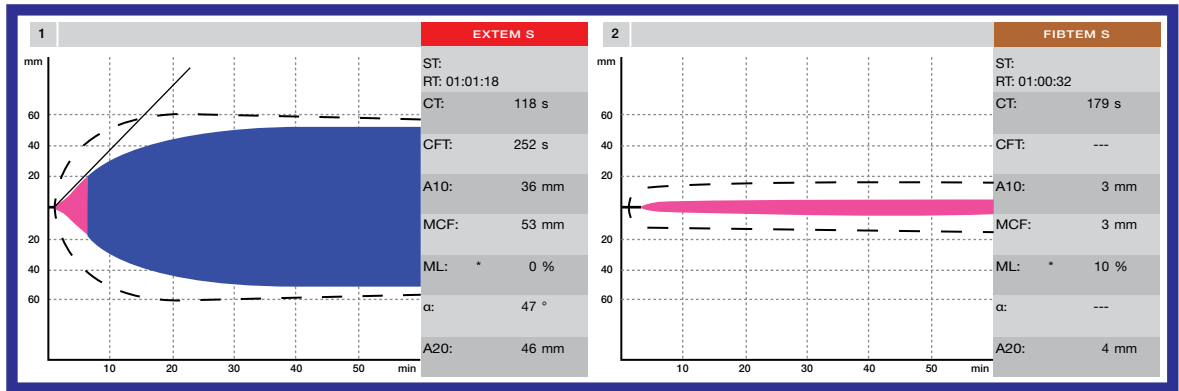 1 EXTEM S
mm
60
40
20
20
40
60
10 20 30 40 50 min
ST:
RT: 01:01:18
CT: 118 s
CFT: 252 s
A10: 36 mm
MCF: 53 mm
ML: * 0 %
α: 47 °
A20: 46 mm
2 FIBTEM S
mm
60
40
20
20
40
60
10 20 30 40 50 min
ST:
RT: 01:00:32
CT: 179 s
CFT: ---
A10: 3 mm
MCF: 3 mm
ML: * 10 %
α: ---
A20: 4 mm